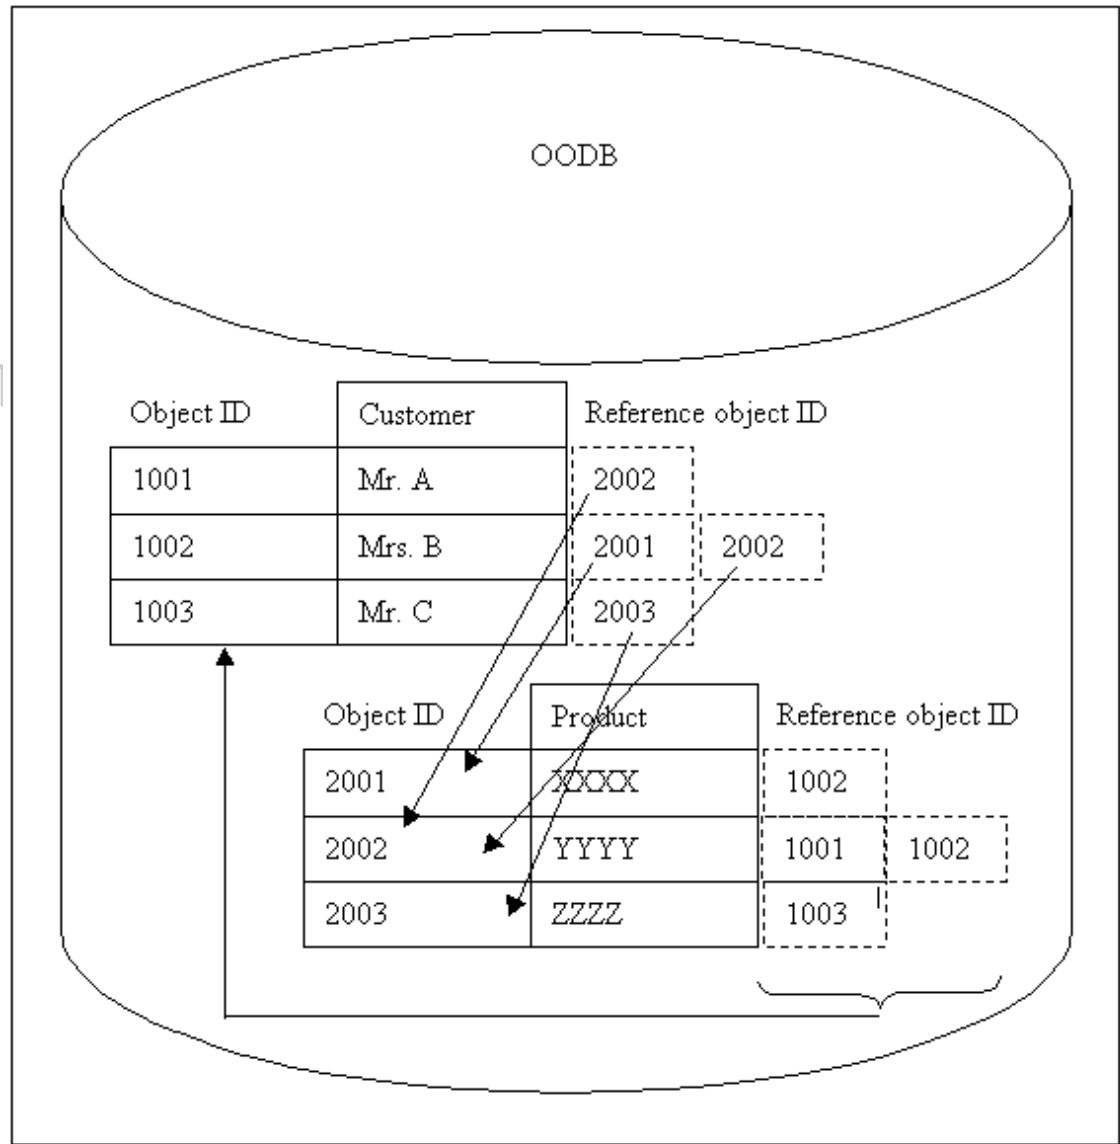 OODB
Object ID Customer Reference object ID
1001 Mr. A 2002
1002 Mrs. B 2001 2002
1003 Mr. C 2003
Object ID Product Reference object ID
2001 XXXX 1002
2002 YYYY 1001 1002
2003 ZZZZ 1003